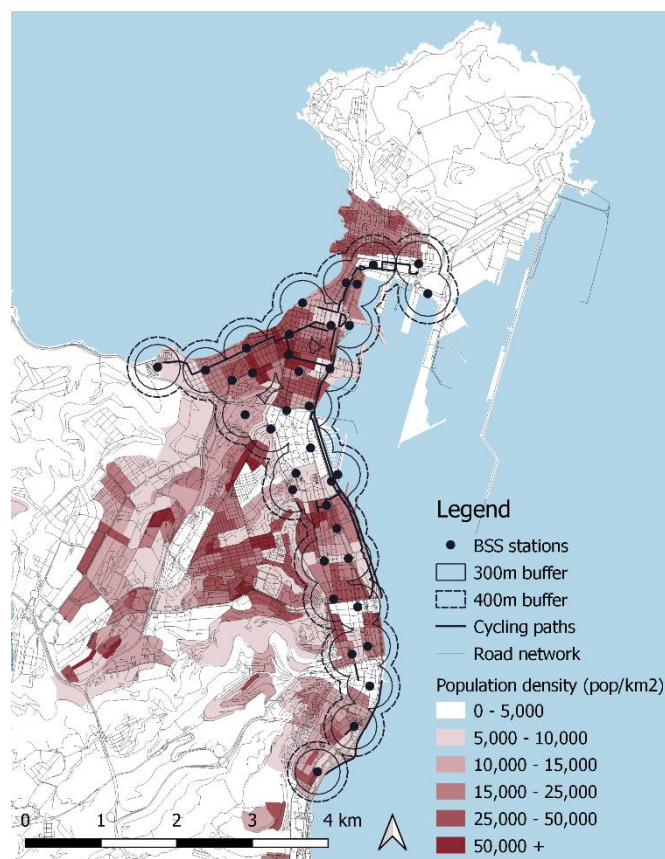 Legend
BSS stations
300m buffer
400m buffer
Cycling paths
Road network
Population density (pop/km2)
0 - 5,000
5,000 - 10,000
10,000 - 15,000
15,000 - 25,000
25,000 - 50,000
50,000 +
0 1 2 3 4 km